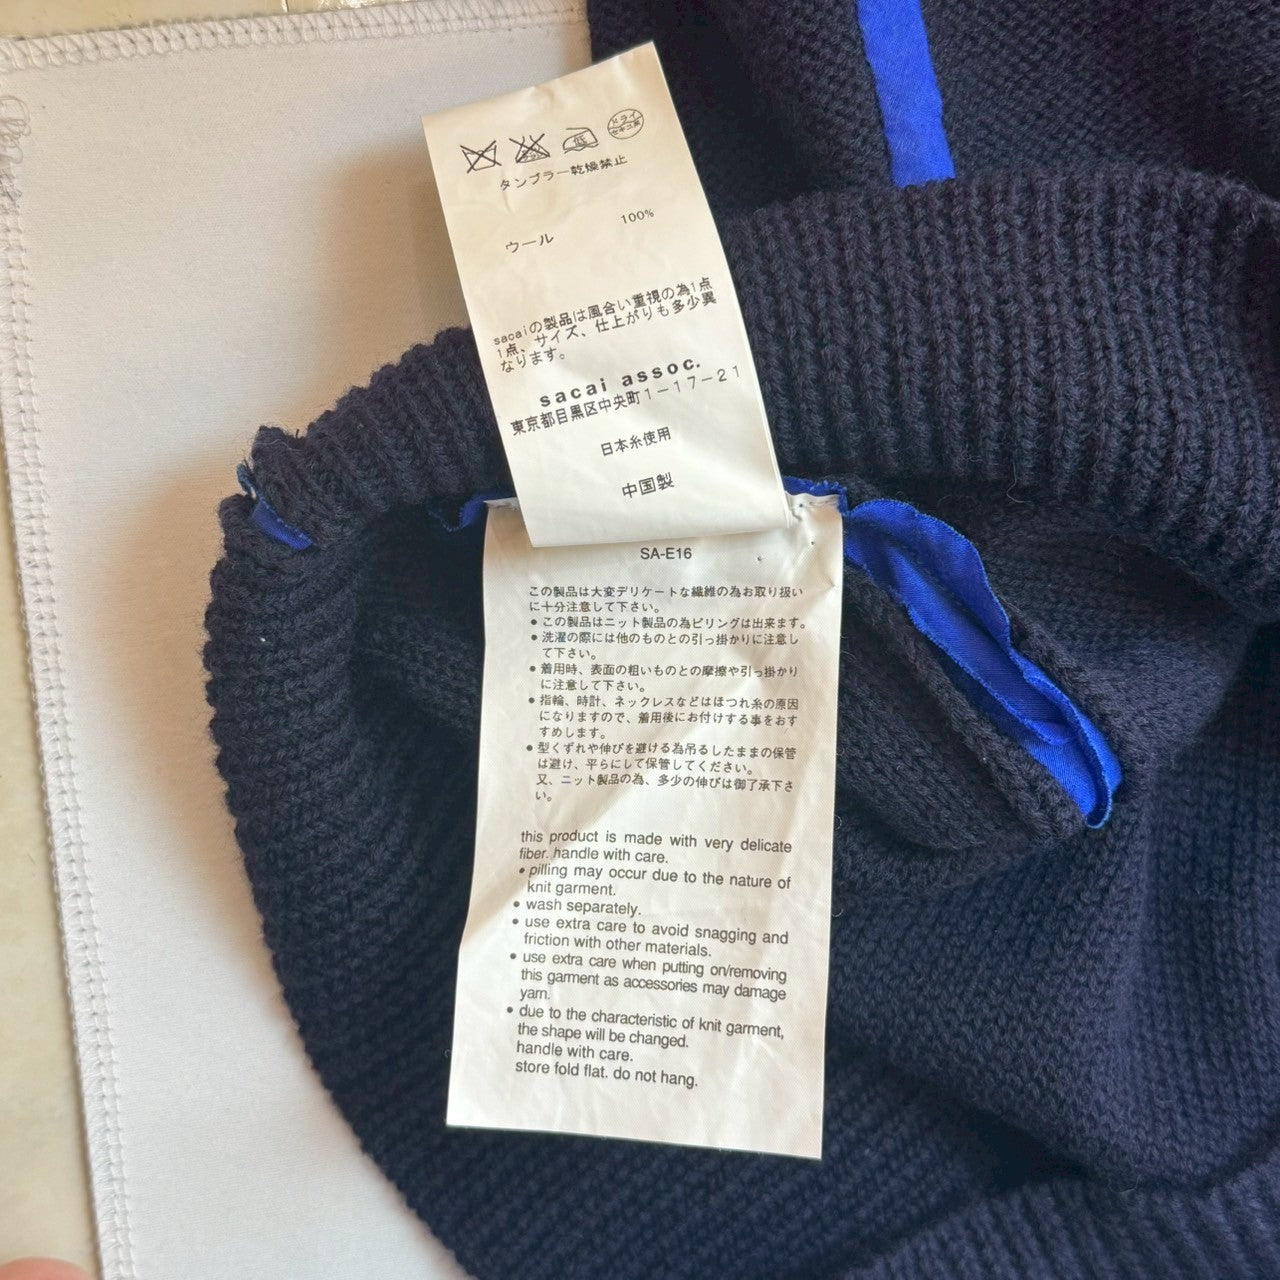 ドライ
セキユ系
低
タンブラー乾燥禁止
ウール 100%
sacaiの製品は風合い重視の為1点
1点、サイズ、仕上がりも多少異
なります。
sacai assoc.
東京都目黒区中央町1-17-21
日本糸使用
中国製
SA-E16
この製品は大変デリケートな繊維の為お取り扱い
に十分注意して下さい。
● この製品はニット製品の為ピリングは出来ます。
● 洗濯の際には他のものとの引っ掛かりに注意し
て下さい。
● 着用時、表面の粗いものとの摩擦や引っ掛かり
に注意して下さい。
● 指輪、時計、ネックレスなどはほつれ糸の原因
になりますので、着用後にお付けする事をおす
すめします。
● 型くずれや伸びを避ける為吊るしたままの保管
は避け、平らにして保管してください。
又、ニット製品の為、多少の伸びは御了承下さ
い。
this product is made with very delicate
fiber. handle with care.
• pilling may occur due to the nature of
knit garment.
• wash separately.
• use extra care to avoid snagging and
friction with other materials.
• use extra care when putting on/removing
this garment as accessories may damage
yarn.
• due to the characteristic of knit garment,
the shape will be changed.
handle with care.
store fold flat. do not hang.